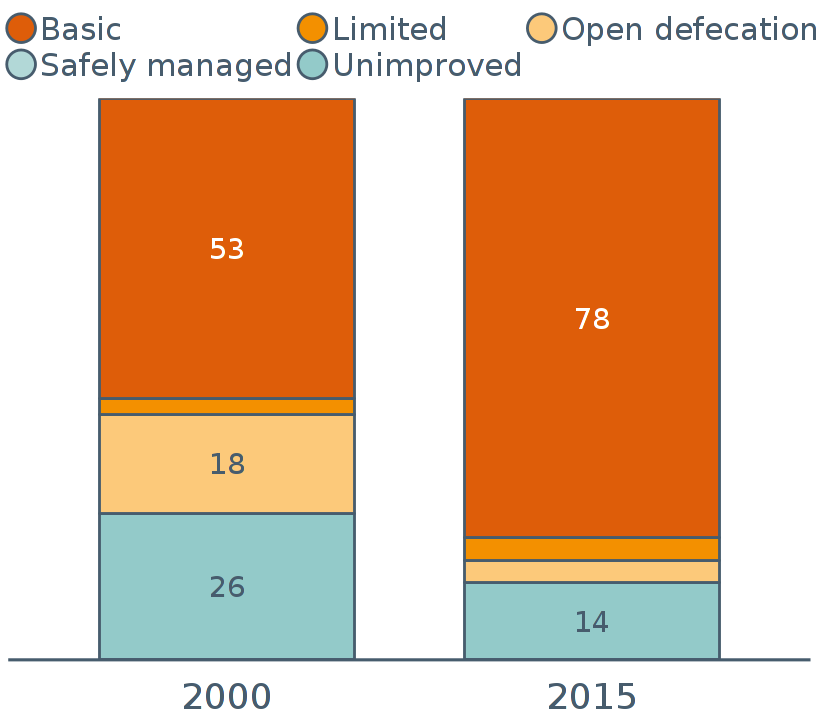 Basic Limited Open defecation
Safely managed Unimproved
53 78
18
26 14
2000 2015